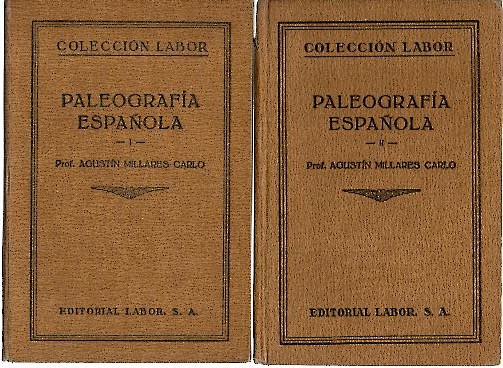 COLECCIÓN LABOR
PALEOGRAFÍA
ESPAÑOLA
— I —
Prof. AGUSTÍN MILLARES CARLO
EDITORIAL LABOR, S. A.
COLECCIÓN LABOR
PALEOGRAFÍA
ESPAÑOLA
— II —
Prof. AGUSTÍN MILLARES CARLO
EDITORIAL LABOR, S. A.